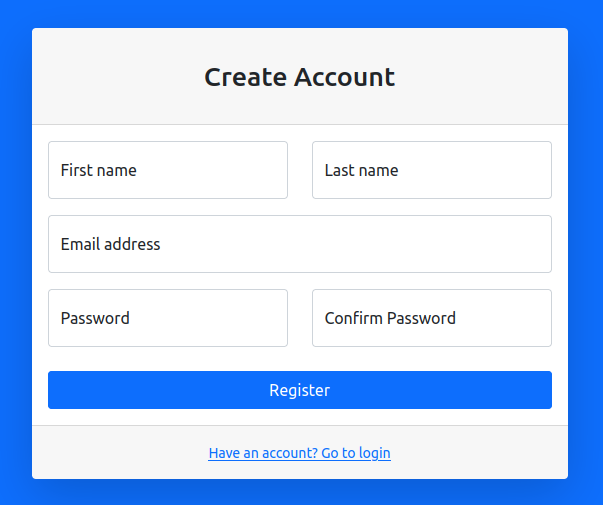 Create Account
First name
Last name
Email address
Password
Confirm Password
Register
Have an account? Go to login